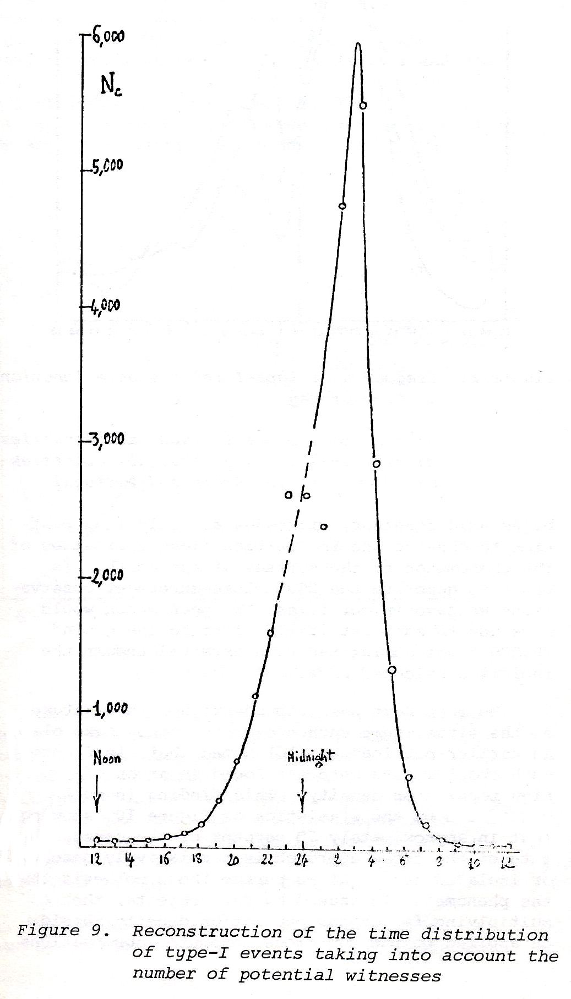 6,000
N_c
5,000
4,000
3,000
2,000
1,000
Noon
Midnight
12 14 16 18 20 22 24 2 4 6 8 10 12
Figure 9. Reconstruction of the time distribution
of type-I events taking into account the
number of potential witnesses